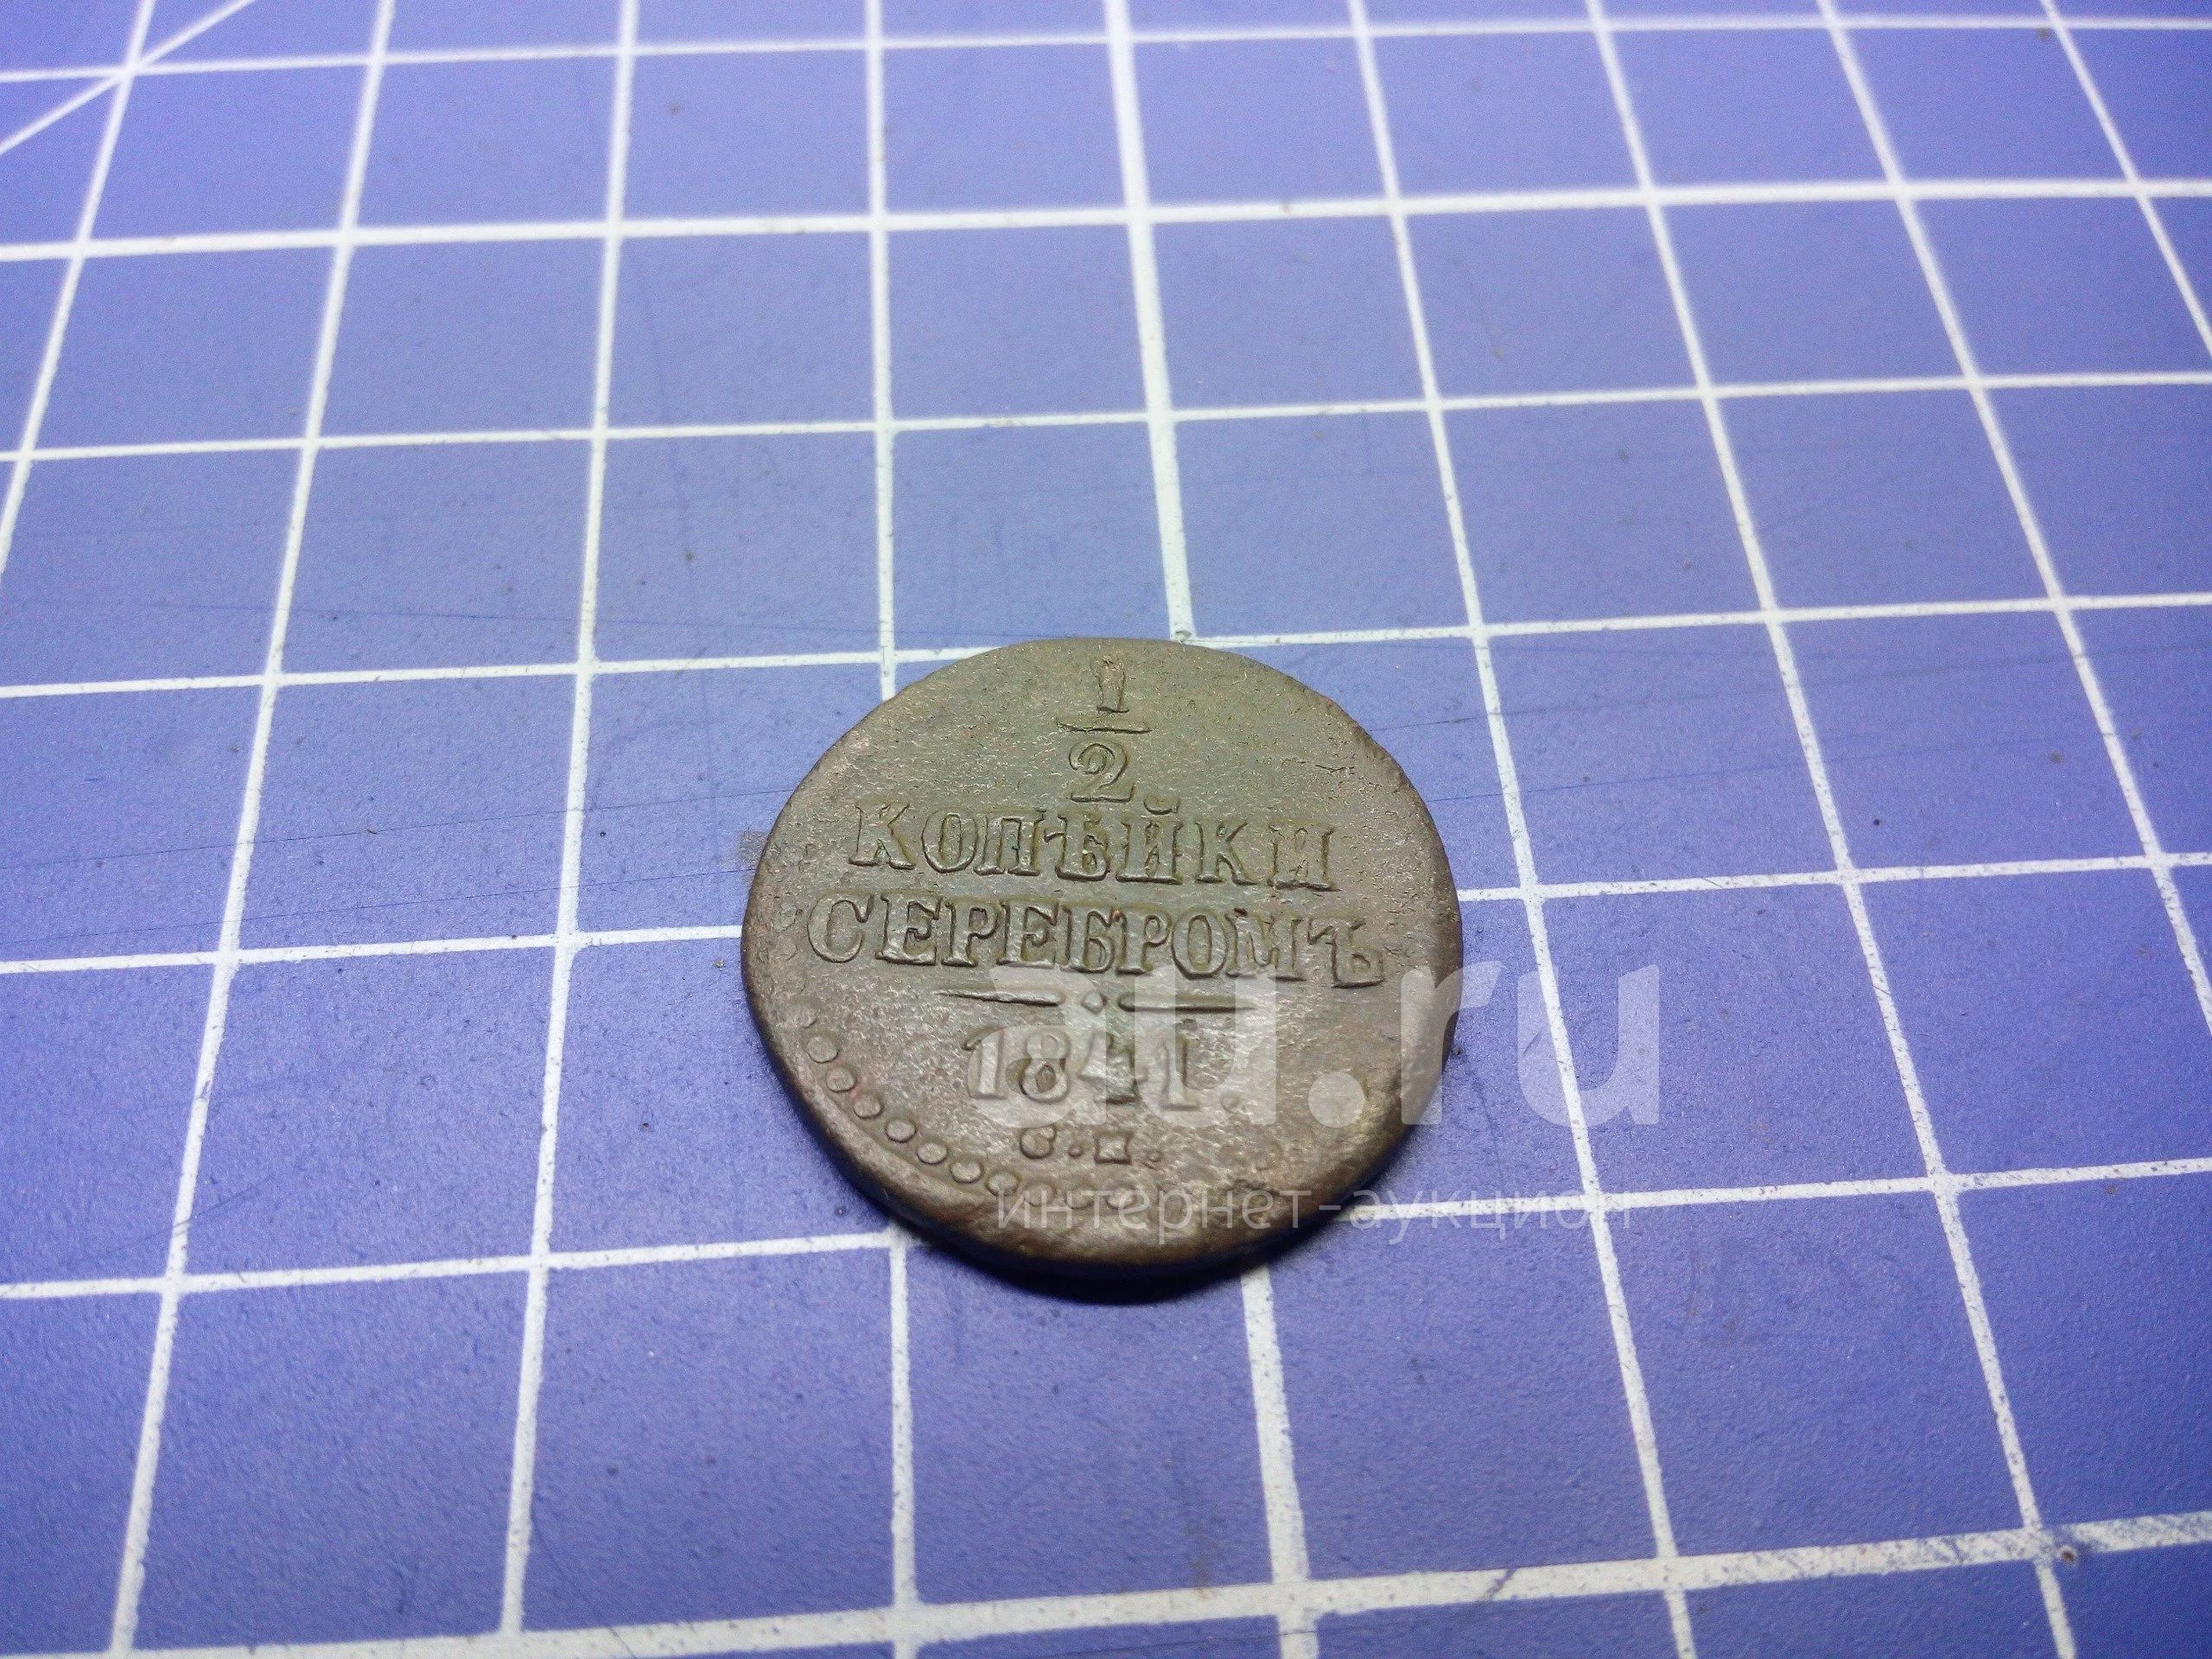 1
2
КОПѢЙКИ
СЕРЕБРОМЪ
1841.
С.М.
au.ru
интернет-аукцион